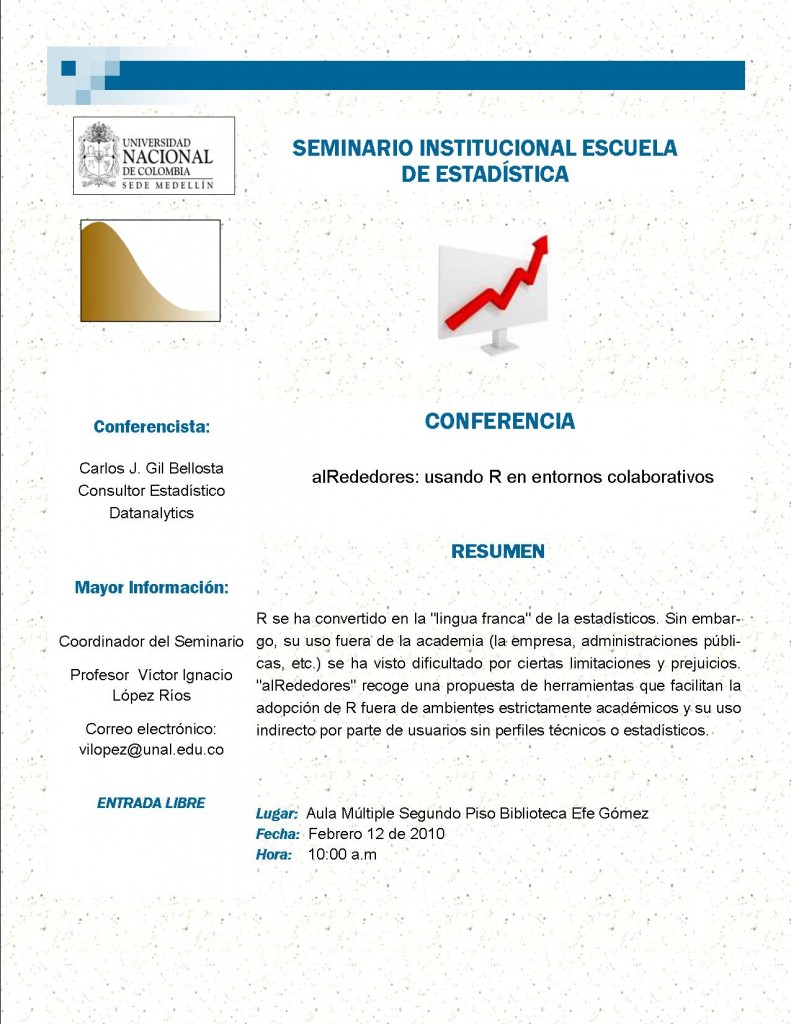 UNIVERSIDAD
NACIONAL
DE COLOMBIA
SEDE MEDELLÍN
SEMINARIO INSTITUCIONAL ESCUELA
DE ESTADÍSTICA
Conferencista:
Carlos J. Gil Bellosta
Consultor Estadístico
Datanalytics
Mayor Información:
Coordinador del Seminario
Profesor Víctor Ignacio
López Ríos
Correo electrónico:
vilopez@unal.edu.co
ENTRADA LIBRE
CONFERENCIA
alRededores: usando R en entornos colaborativos
RESUMEN
R se ha convertido en la "lingua franca" de la estadísticos. Sin embar-
go, su uso fuera de la academia (la empresa, administraciones públi-
cas, etc.) se ha visto dificultado por ciertas limitaciones y prejuicios.
"alRededores" recoge una propuesta de herramientas que facilitan la
adopción de R fuera de ambientes estrictamente académicos y su uso
indirecto por parte de usuarios sin perfiles técnicos o estadísticos.
Lugar: Aula Múltiple Segundo Piso Biblioteca Efe Gómez
Fecha: Febrero 12 de 2010
Hora: 10:00 a.m